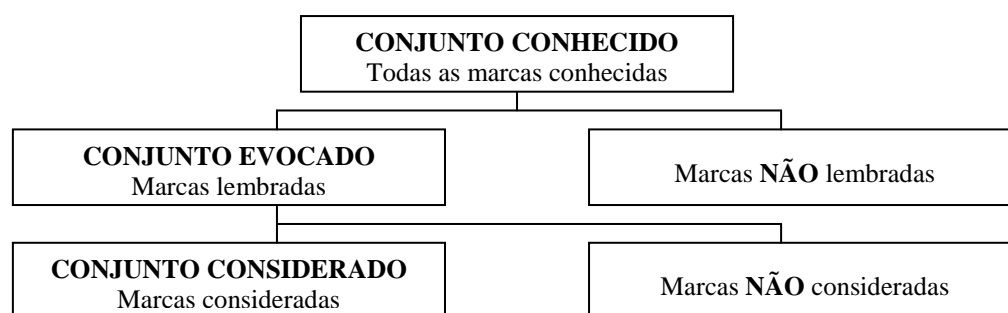 CONJUNTO CONHECIDO
Todas as marcas conhecidas
CONJUNTO EVOCADO
Marcas lembradas
Marcas NÃO lembradas
CONJUNTO CONSIDERADO
Marcas consideradas
Marcas NÃO consideradas